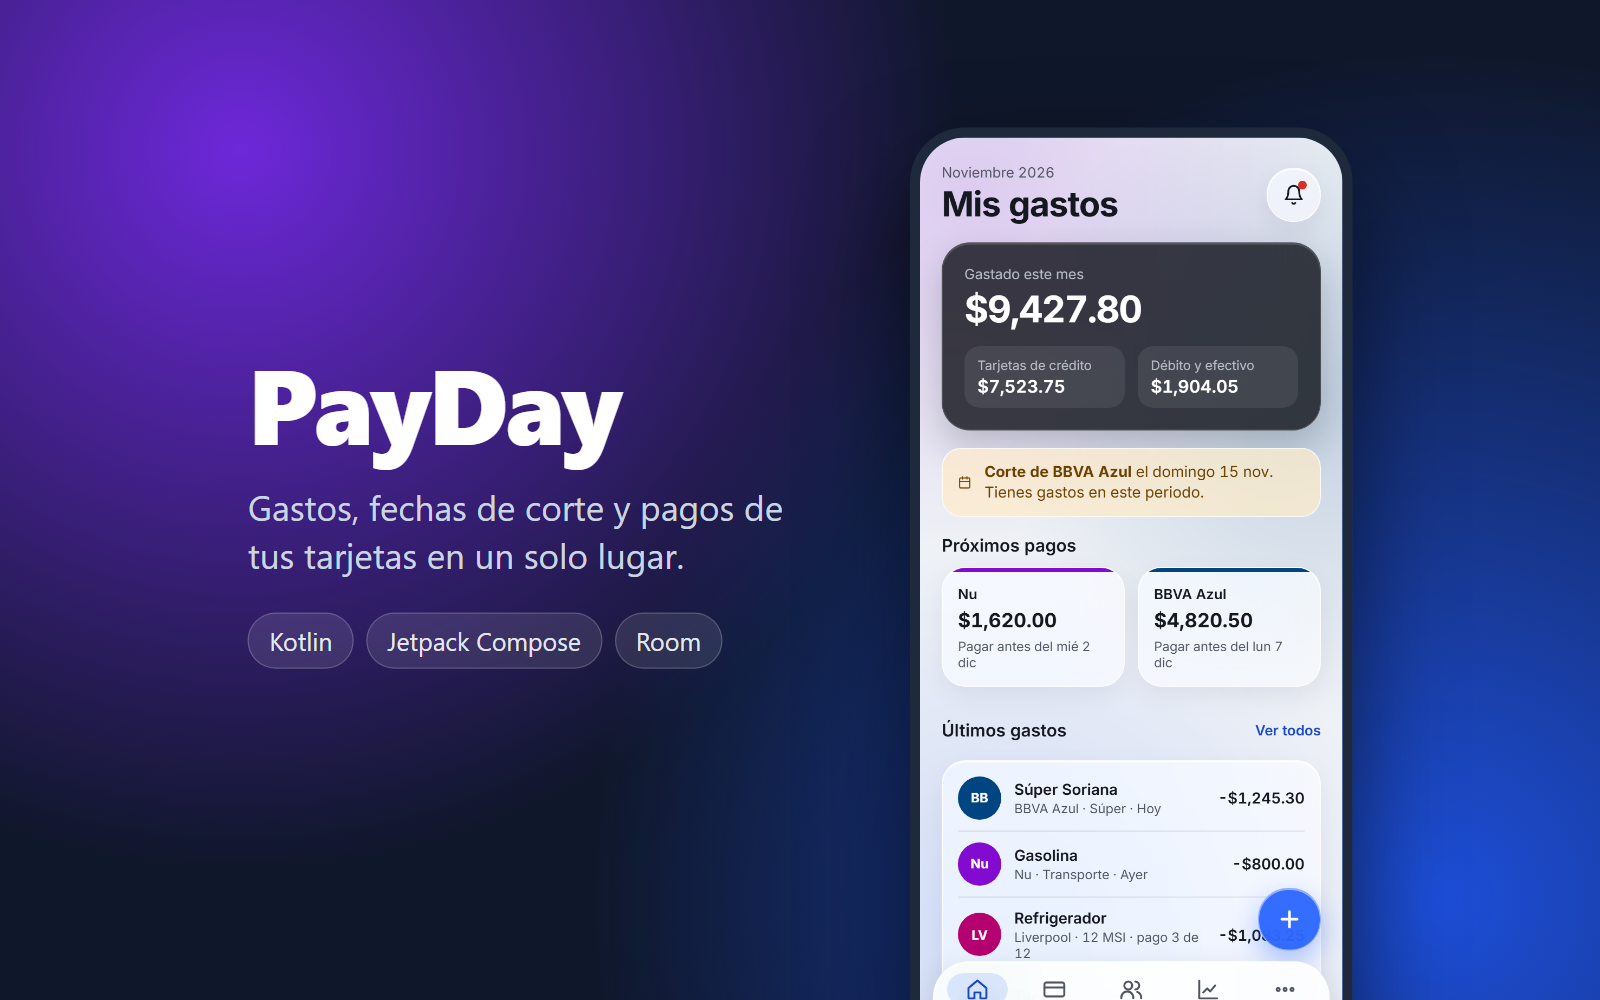 PayDay
Gastos, fechas de corte y pagos de
tus tarjetas en un solo lugar.
Kotlin
Jetpack Compose
Room
Noviembre 2026
Mis gastos
Gastado este mes
$9,427.80
Tarjetas de crédito
$7,523.75
Débito y efectivo
$1,904.05
Corte de BBVA Azul el domingo 15 nov.
Tienes gastos en este periodo.
Próximos pagos
Nu
$1,620.00
Pagar antes del mié 2
dic
BBVA Azul
$4,820.50
Pagar antes del lun 7
dic
Últimos gastos
Ver todos
BB
Súper Soriana
BBVA Azul · Súper · Hoy
-$1,245.30
Nu
Gasolina
Nu · Transporte · Ayer
-$800.00
LV
Refrigerador
Liverpool · 12 MSI · pago 3 de
12